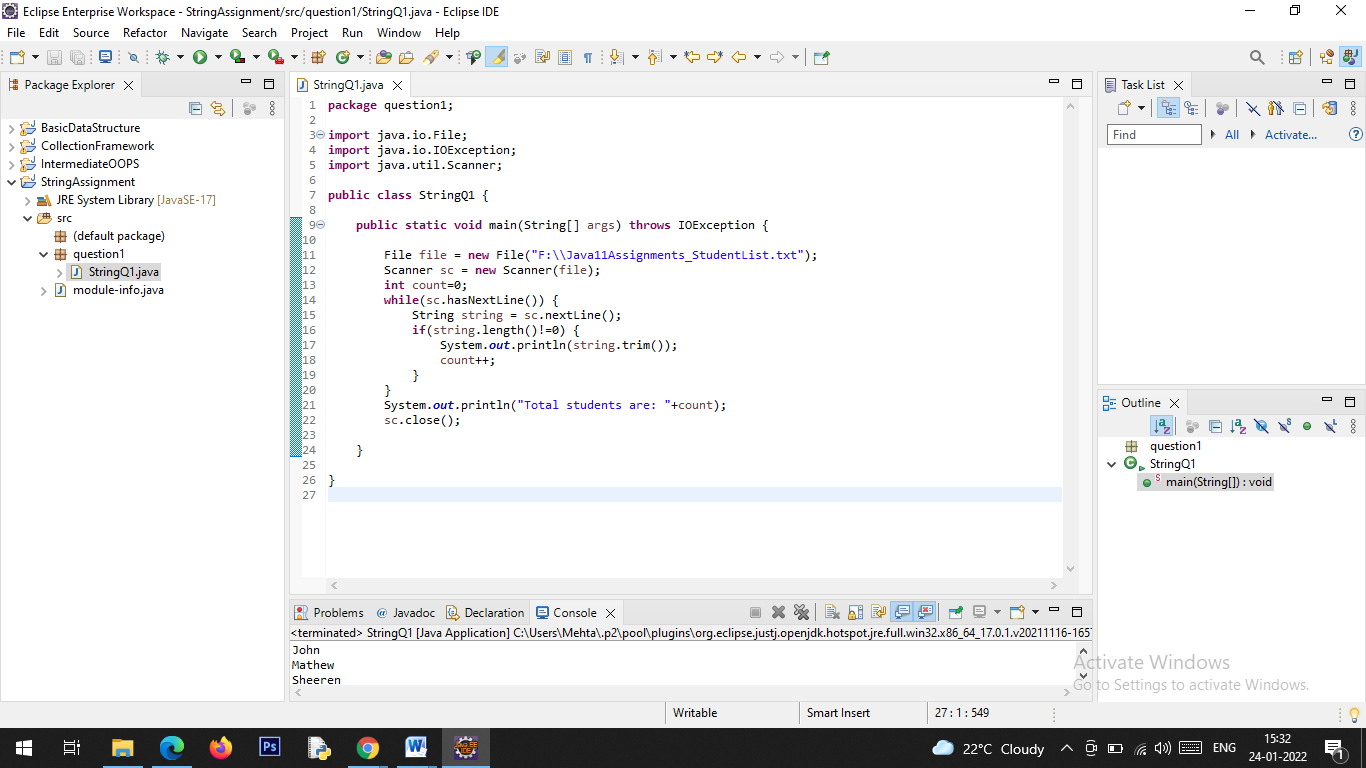 Eclipse Enterprise Workspace - StringAssignment/src/question1/StringQ1.java - Eclipse IDE
File Edit Source Refactor Navigate Search Project Run Window Help
Package Explorer
BasicDataStructure
CollectionFramework
IntermediateOOPS
StringAssignment
JRE System Library [JavaSE-17]
src
(default package)
question1
StringQ1.java
module-info.java
StringQ1.java
1 package question1;
2
3 import java.io.File;
4 import java.io.IOException;
5 import java.util.Scanner;
6
7 public class StringQ1 {
8
9 public static void main(String[] args) throws IOException {
10
11 File file = new File("F:\\Java11Assignments_StudentList.txt");
12 Scanner sc = new Scanner(file);
13 int count=0;
14 while(sc.hasNextLine()) {
15 String string = sc.nextLine();
16 if(string.length()!=0) {
17 System.out.println(string.trim());
18 count++;
19 }
20 }
21 System.out.println("Total students are: "+count);
22 sc.close();
23
24 }
25
26 }
27
Problems @ Javadoc Declaration Console
<terminated> StringQ1 [Java Application] C:\Users\Mehta\.p2\pool\plugins\org.eclipse.justj.openjdk.hotspot.jre.full.win32.x86_64_17.0.1.v20211116-165
John
Mathew
Sheeren
Task List
Find All Activate...
Outline
question1
StringQ1
main(String[]) : void
Activate Windows
Go to Settings to activate Windows.
Writable Smart Insert 27 : 1 : 549
Ps
W
22°C Cloudy
ENG
15:32
24-01-2022
1